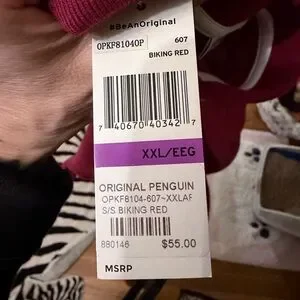 #BeAnOriginal
OPKF81040P
607
BIKING RED
7 40670 40342 7
XXL/EEG
ORIGINAL PENGUIN
OPKF8104-607~XXLAF
S/S BIKING RED
880146
$55.00
MSRP